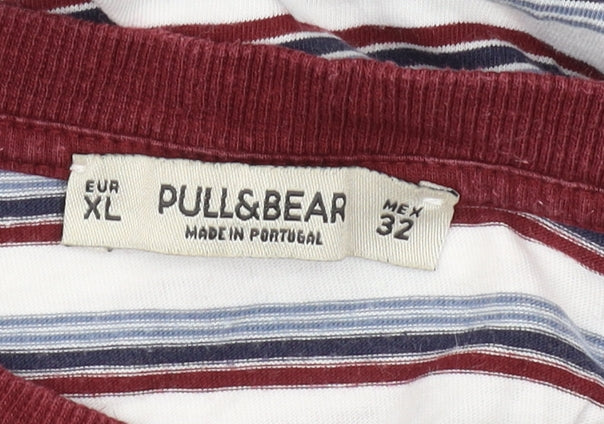 EUR
XL
PULL&BEAR
MADE IN PORTUGAL
MEX
32